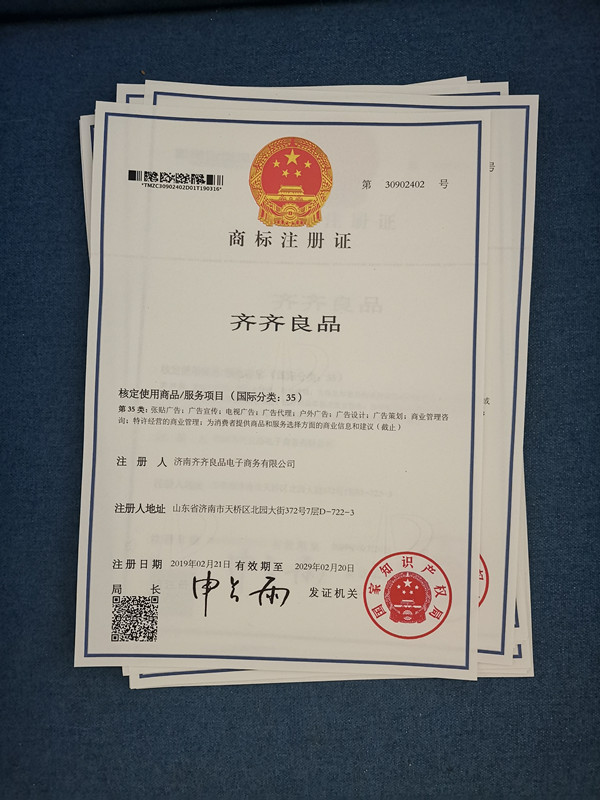 *TMZC30902402D01T190316*
第 30902402 号
商标注册证
齐齐良品
核定使用商品/服务项目（国际分类：35）
第35类：张贴广告；广告宣传；电视广告；广告代理；户外广告；广告设计；广告策划；商业管理咨
询；特许经营的商业管理；为消费者提供商品和服务选择方面的商业信息和建议（截止）
注 册 人 济南齐齐良品电子商务有限公司
注册人地址 山东省济南市天桥区北园大街372号7层D-722-3
注册日期 2019年02月21日 有效期至 2029年02月20日
局 长 申长雨 发证机关
国家知识产权局
号